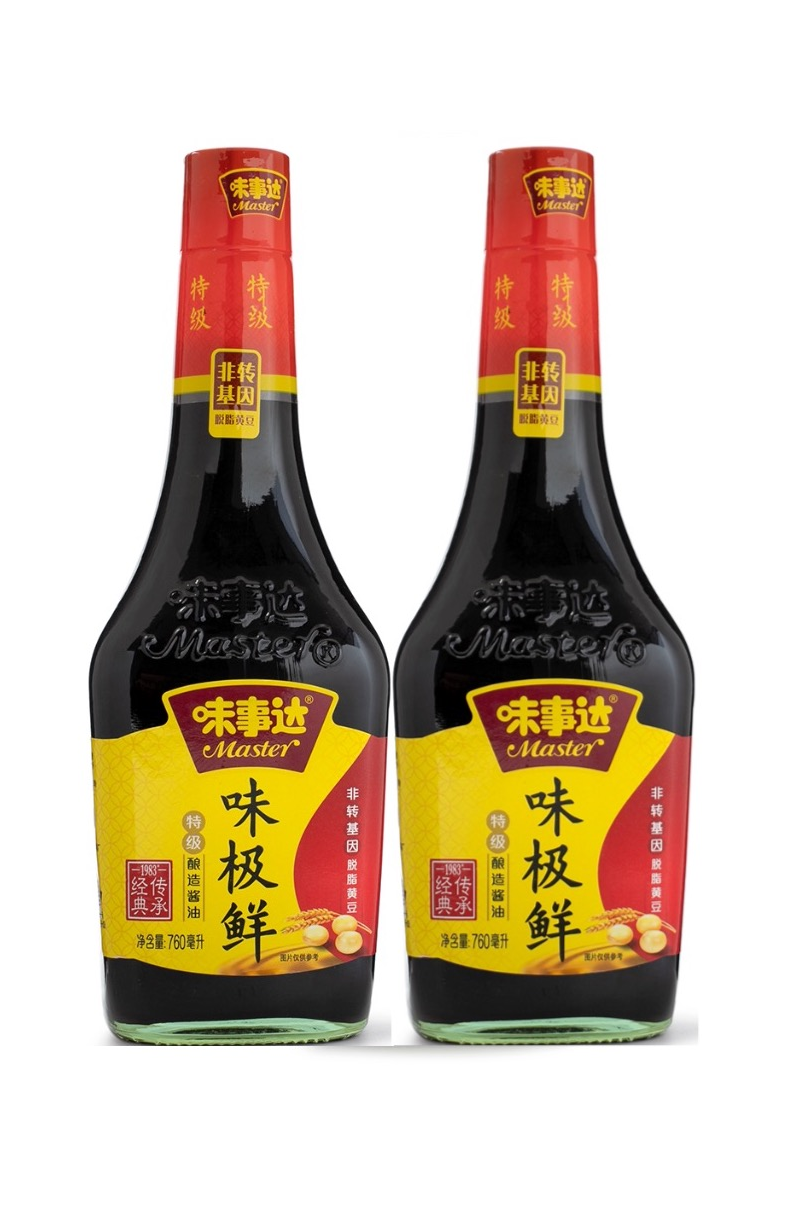 味事达
Master
特级
特级
非转
基因
脱脂黄豆
味事达
Master®
味事达®
Master
味极鲜
特级
酿造酱油
1983
传承
经典
非转基因 脱脂黄豆
净含量:760毫升
图片仅供参考
味事达
Master
特级
特级
非转
基因
脱脂黄豆
味事达
Master®
味事达®
Master
味极鲜
特级
酿造酱油
1983
传承
经典
非转基因 脱脂黄豆
净含量:760毫升
图片仅供参考